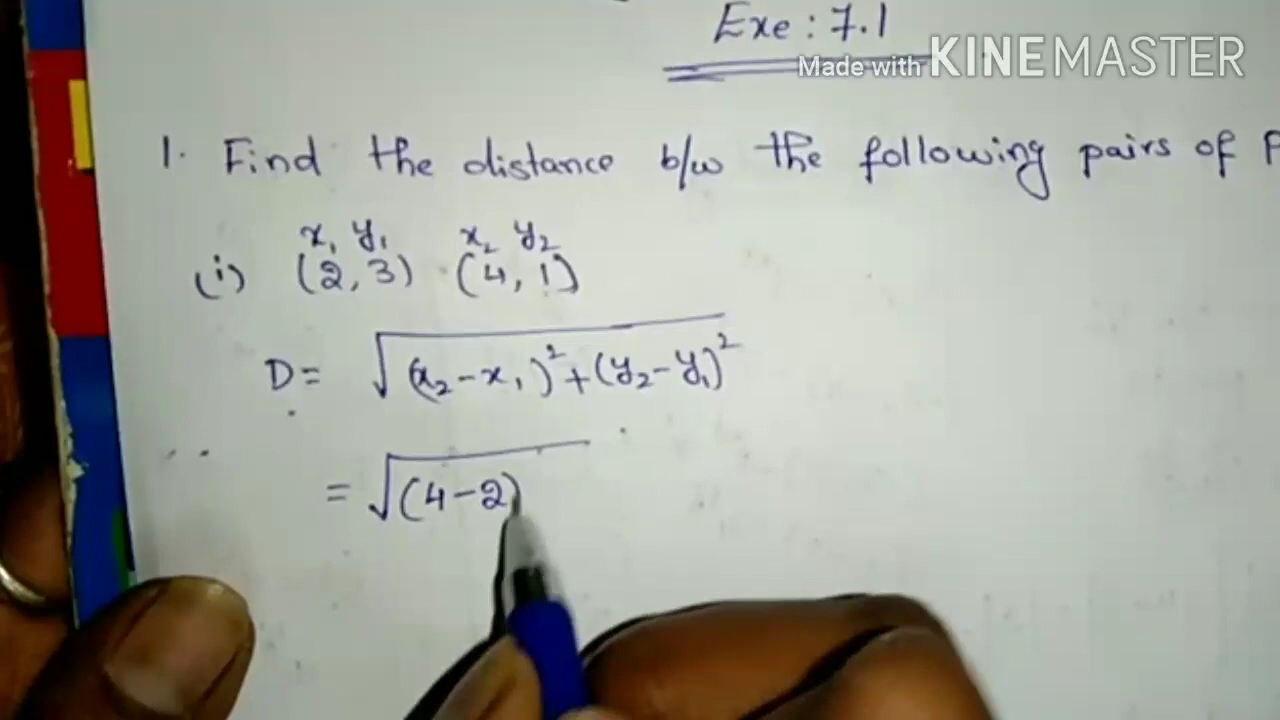 Exe : 7.1
Made with KINEMASTER
1. Find the distance b/w the following pairs of
x₁ y₁ x₂ y₂
(i) (2, 3) (4, 1)
D = √(x₂-x₁)²+(y₂-y₁)²
= √(4-2)